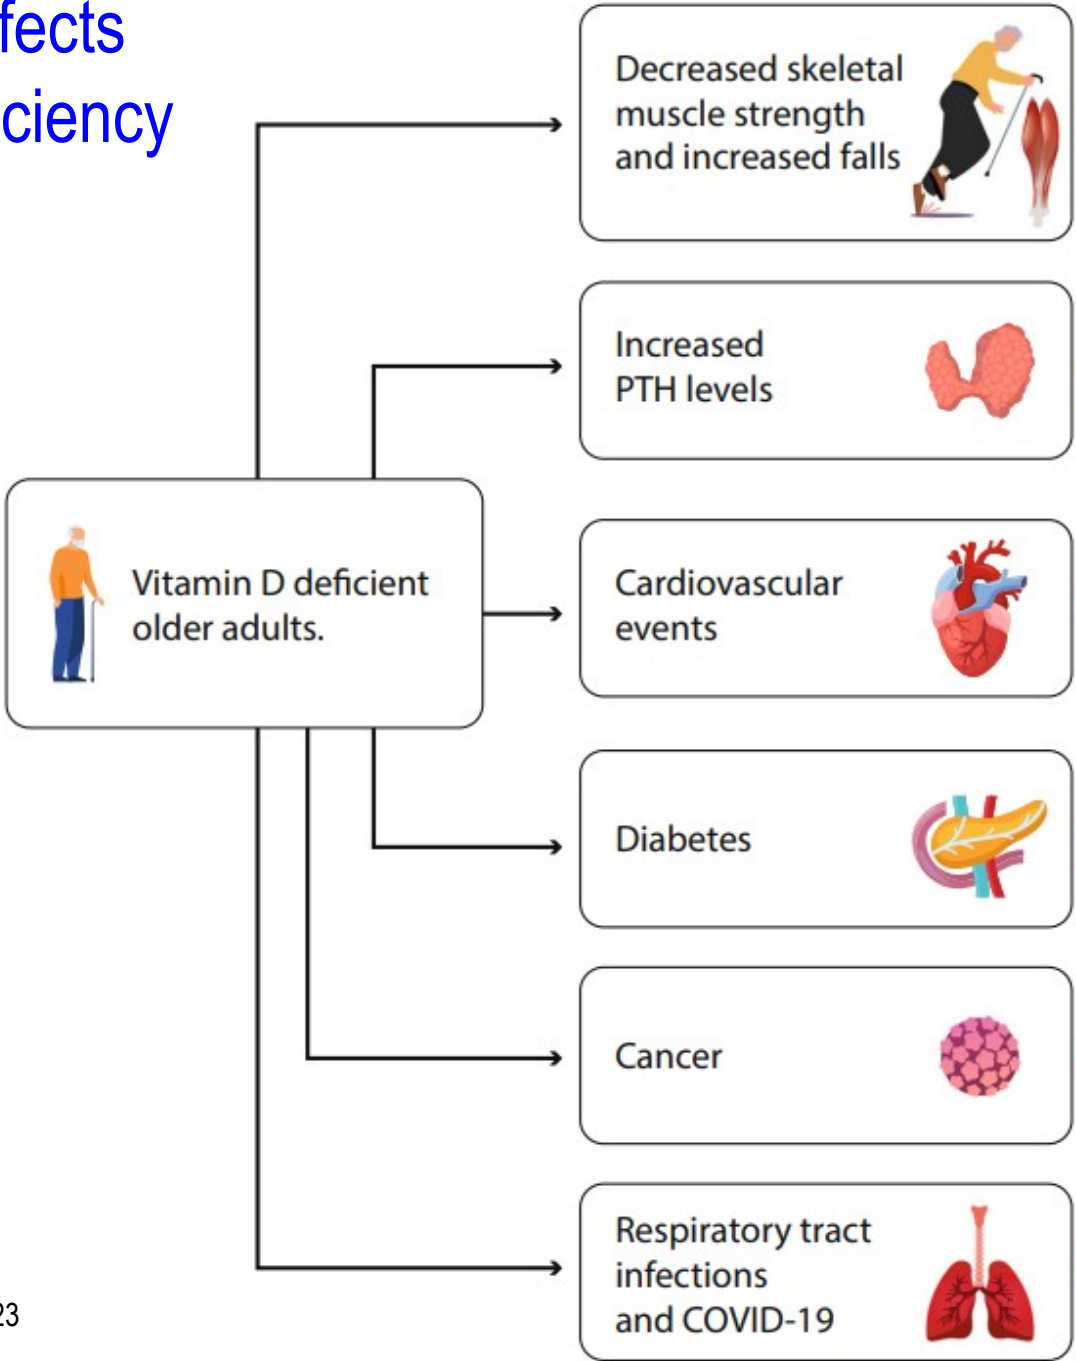 fects
ciency
Decreased skeletal
muscle strength
and increased falls
Increased
PTH levels
Vitamin D deficient
older adults.
Cardiovascular
events
Diabetes
Cancer
Respiratory tract
infections
and COVID-19
23